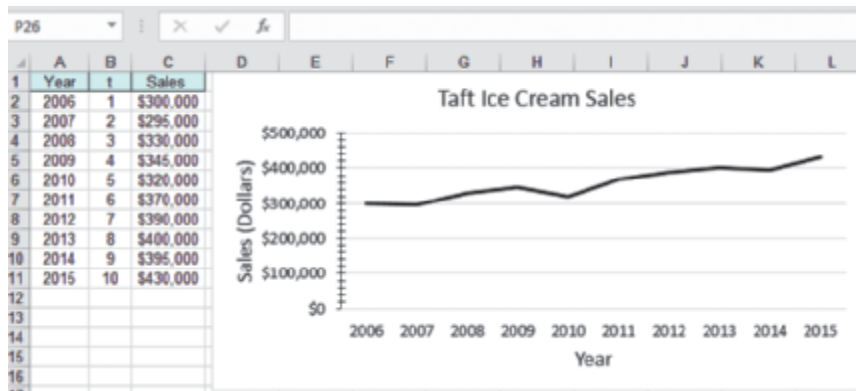 P26 fx
A B C D E F G H I J K L
1 Year t Sales
2 2006 1 $300,000
3 2007 2 $295,000
4 2008 3 $330,000
5 2009 4 $345,000
6 2010 5 $320,000
7 2011 6 $370,000
8 2012 7 $390,000
9 2013 8 $400,000
10 2014 9 $395,000
11 2015 10 $430,000
12
13
14
15
16
Taft Ice Cream Sales
$500,000
$400,000
$300,000
$200,000
$100,000
$0
Sales (Dollars)
2006 2007 2008 2009 2010 2011 2012 2013 2014 2015
Year